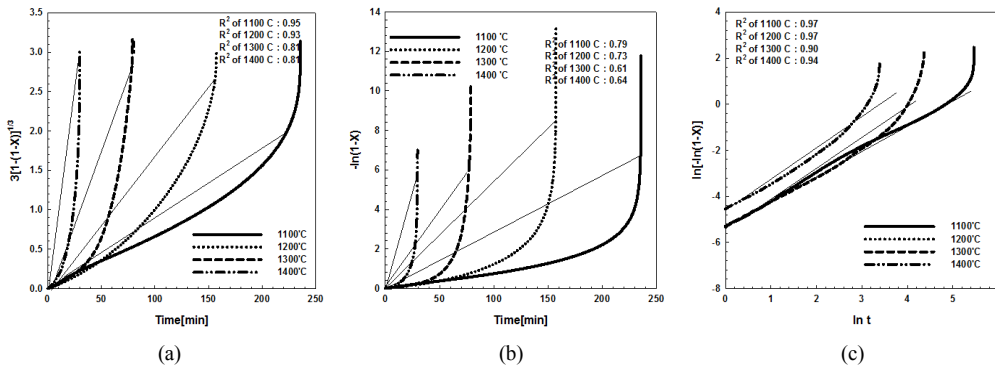 R² of 1100 C : 0.95
R² of 1200 C : 0.93
R² of 1300 C : 0.81
R² of 1400 C : 0.81
3.5
3.0
2.5
2.0
1.5
1.0
0.5
0.0
3[1-(1-X)]^1/3
1100℃
1200℃
1300℃
1400℃
0
50
100
150
200
250
Time[min]
(a)
14
12
10
8
6
4
2
0
-ln(1-X)
1100 ℃
1200 ℃
1300 ℃
1400 ℃
R² of 1100 C : 0.79
R² of 1200 C : 0.73
R² of 1300 C : 0.61
R² of 1400 C : 0.64
0
50
100
150
200
250
Time[min]
(b)
R² of 1100 C : 0.97
R² of 1200 C : 0.97
R² of 1300 C : 0.90
R² of 1400 C : 0.94
4
2
0
-2
-4
-6
-8
ln[-ln(1-X)]
1100℃
1200℃
1300℃
1400℃
0
1
2
3
4
5
ln t
(c)